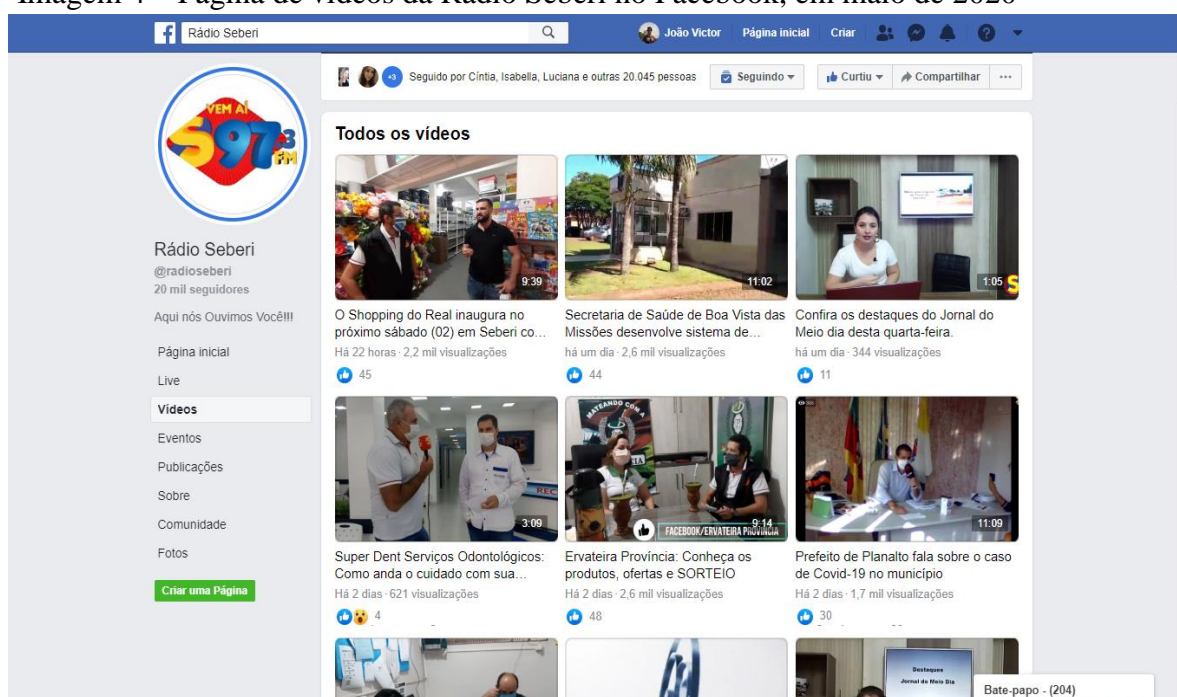 Imagem 4 – Página de vídeos da Rádio Seberi no Facebook, em maio de 2020
Rádio Seberi
João Victor
Página inicial
Criar
VEM AÍ
S97.3
FM
Rádio Seberi
@radioseberi
20 mil seguidores
Aqui nós Ouvimos Você!!!
Página inicial
Live
Vídeos
Eventos
Publicações
Sobre
Comunidade
Fotos
Criar uma Página
+3
Seguido por Cíntia, Isabella, Luciana e outras 20.045 pessoas
Seguindo
Curtiu
Compartilhar
Todos os vídeos
9:39
O Shopping do Real inaugura no
próximo sábado (02) em Seberi co...
Há 22 horas · 2,2 mil visualizações
45
11:02
Secretaria de Saúde de Boa Vista das
Missões desenvolve sistema de...
há um dia · 2,6 mil visualizações
44
1:05
Confira os destaques do Jornal do
Meio dia desta quarta-feira.
há um dia · 344 visualizações
11
REC
3:09
Super Dent Serviços Odontológicos:
Como anda o cuidado com sua...
Há 2 dias · 621 visualizações
4
MATEANDO COM A
FACEBOOK/ERVATEIRA PROVÍNCIA
9:14
Ervateira Província: Conheça os
produtos, ofertas e SORTEIO
Há 2 dias · 2,6 mil visualizações
48
11:09
Prefeito de Planalto fala sobre o caso
de Covid-19 no município
Há 2 dias · 1,7 mil visualizações
30
Destaques
Jornal do Meio Dia
Bate-papo - (204)